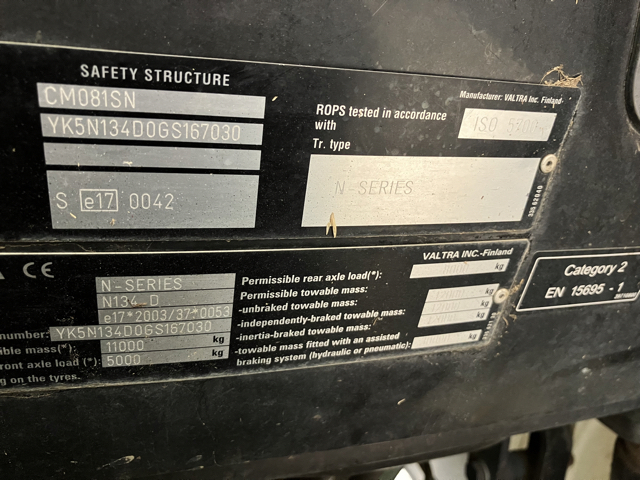 SAFETY STRUCTURE
CM081SN
YK5N134D0GS167030
S e17 0042
Manufacturer: VALTRA Inc. Finland
ROPS tested in accordance
with
ISO
Tr. type
N-SERIES
CE
N-SERIES
N134 D
e17*2003/37*0053
number: YK5N134D0GS167030
ible mass(*) 11000 kg
ront axle load (*): 5000 kg
ng on the tyres.
VALTRA INC.-Finland
Permissible rear axle load(*): kg
Permissible towable mass:
-unbraked towable mass: kg
-independently-braked towable mass: kg
-inertia-braked towable mass: kg
-towable mass fitted with an assisted
braking system (hydraulic or pneumatic): kg
Category 2
EN 15695 - 1